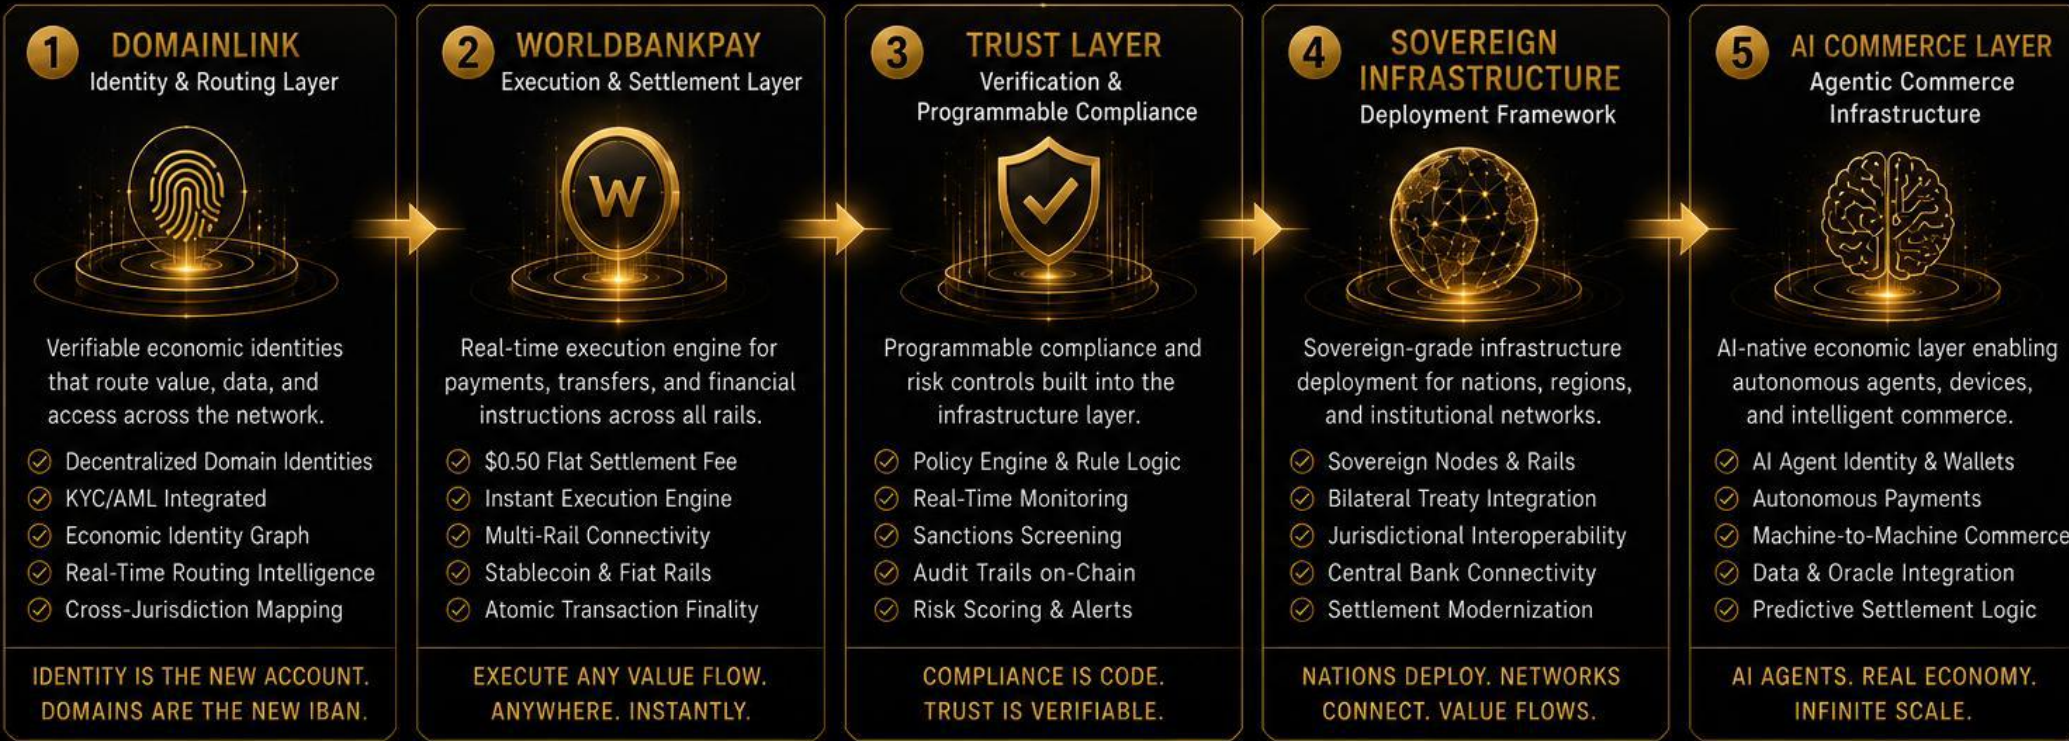 1
DOMAINLINK
Identity & Routing Layer
Verifiable economic identities
that route value, data, and
access across the network.
Decentralized Domain Identities
KYC/AML Integrated
Economic Identity Graph
Real-Time Routing Intelligence
Cross-Jurisdiction Mapping
IDENTITY IS THE NEW ACCOUNT.
DOMAINS ARE THE NEW IBAN.
2
WORLDBANKPAY
Execution & Settlement Layer
W
Real-time execution engine for
payments, transfers, and financial
instructions across all rails.
$0.50 Flat Settlement Fee
Instant Execution Engine
Multi-Rail Connectivity
Stablecoin & Fiat Rails
Atomic Transaction Finality
EXECUTE ANY VALUE FLOW.
ANYWHERE. INSTANTLY.
3
TRUST LAYER
Verification &
Programmable Compliance
Programmable compliance and
risk controls built into the
infrastructure layer.
Policy Engine & Rule Logic
Real-Time Monitoring
Sanctions Screening
Audit Trails on-Chain
Risk Scoring & Alerts
COMPLIANCE IS CODE.
TRUST IS VERIFIABLE.
4
SOVEREIGN
INFRASTRUCTURE
Deployment Framework
Sovereign-grade infrastructure
deployment for nations, regions,
and institutional networks.
Sovereign Nodes & Rails
Bilateral Treaty Integration
Jurisdictional Interoperability
Central Bank Connectivity
Settlement Modernization
NATIONS DEPLOY. NETWORKS
CONNECT. VALUE FLOWS.
5
AI COMMERCE LAYER
Agentic Commerce
Infrastructure
AI-native economic layer enabling
autonomous agents, devices,
and intelligent commerce.
AI Agent Identity & Wallets
Autonomous Payments
Machine-to-Machine Commerce
Data & Oracle Integration
Predictive Settlement Logic
AI AGENTS. REAL ECONOMY.
INFINITE SCALE.